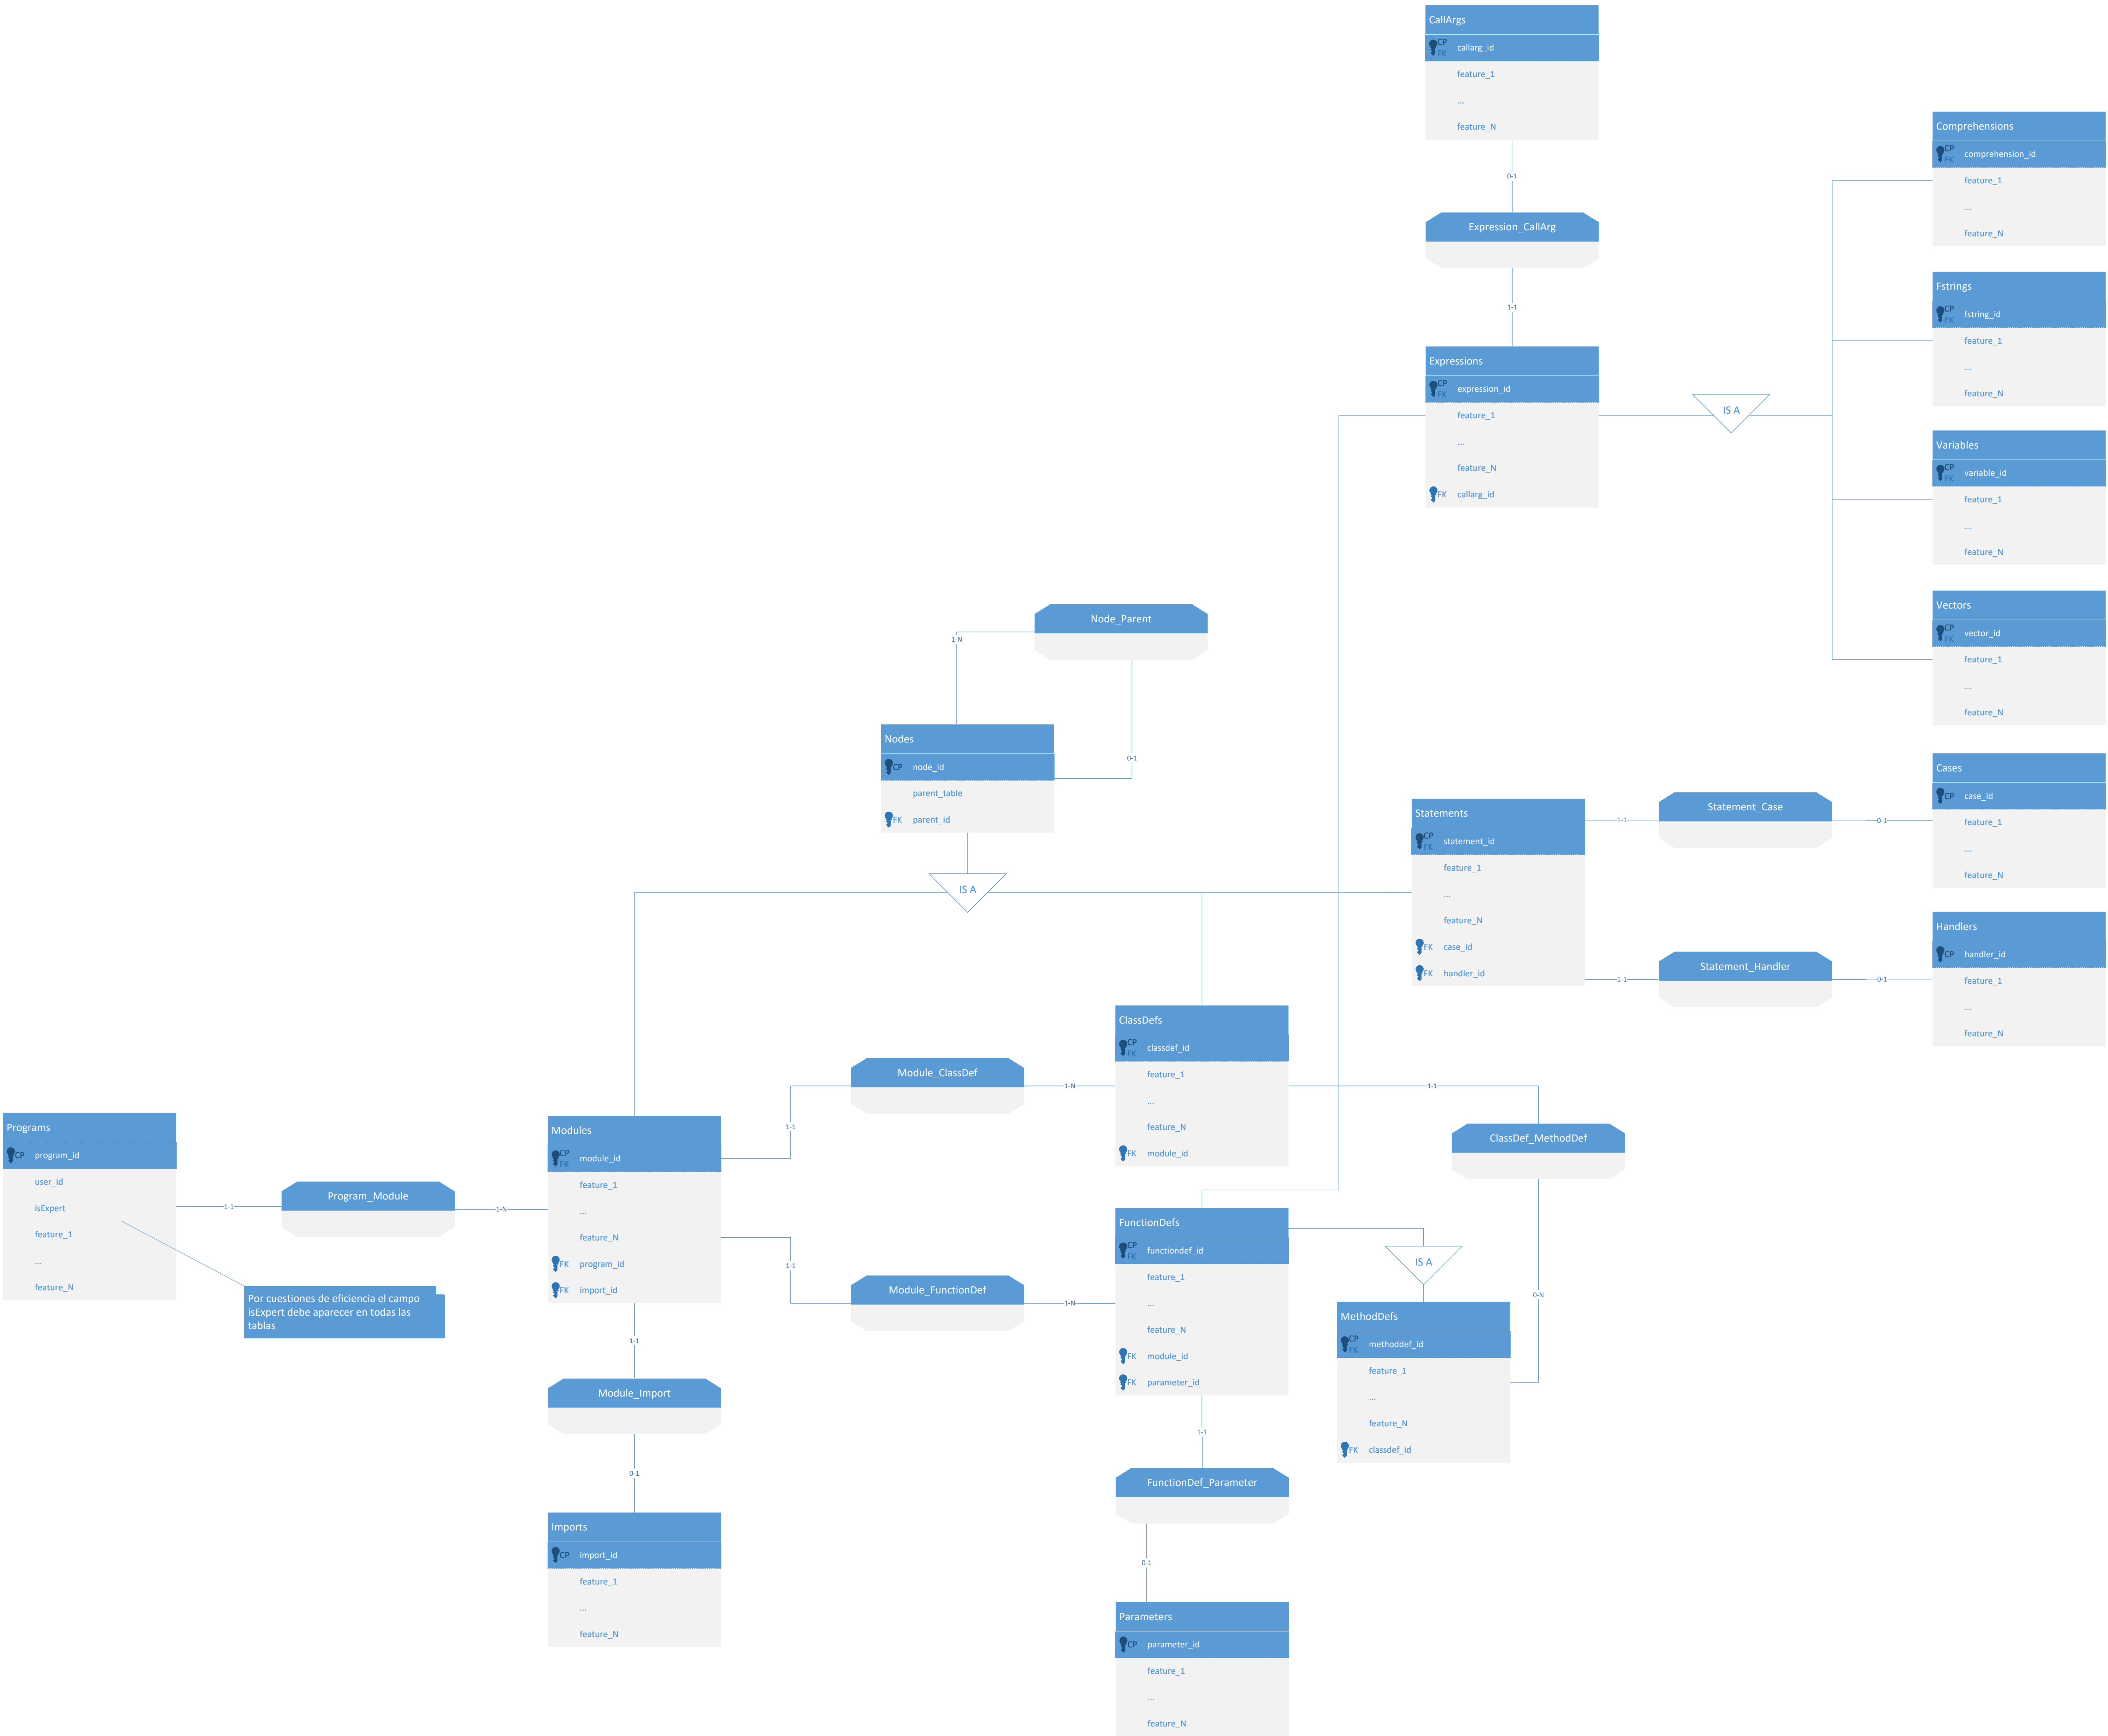 CallArgs
CP
FK
callarg_id
feature_1
...
feature_N
0-1
Expression_CallArg
1-1
Expressions
CP
FK
expression_id
feature_1
...
feature_N
FK callarg_id
IS A
Comprehensions
CP
FK
comprehension_id
feature_1
...
feature_N
Fstrings
CP
FK
fstring_id
feature_1
...
feature_N
Variables
CP
FK
variable_id
feature_1
...
feature_N
Vectors
CP
FK
vector_id
feature_1
...
feature_N
Node_Parent
1-N
0-1
Nodes
CP node_id
parent_table
FK parent_id
IS A
Statements
CP
FK
statement_id
feature_1
...
feature_N
FK case_id
FK handler_id
1-1
Statement_Case
0-1
Cases
CP case_id
feature_1
...
feature_N
1-1
Statement_Handler
0-1
Handlers
CP handler_id
feature_1
...
feature_N
ClassDefs
CP
FK
classdef_id
feature_1
...
feature_N
FK module_id
Module_ClassDef
1-N
1-1
1-1
ClassDef_MethodDef
0-N
Programs
CP program_id
user_id
isExpert
feature_1
...
feature_N
1-1
Program_Module
1-N
Por cuestiones de eficiencia el campo
isExpert debe aparecer en todas las
tablas
Modules
CP
FK
module_id
feature_1
...
feature_N
FK program_id
FK import_id
1-1
Module_FunctionDef
1-N
FunctionDefs
CP
FK
functiondef_id
feature_1
...
feature_N
FK module_id
FK parameter_id
IS A
MethodDefs
CP
FK
methoddef_id
feature_1
...
feature_N
FK classdef_id
1-1
Module_Import
0-1
Imports
CP import_id
feature_1
...
feature_N
1-1
FunctionDef_Parameter
0-1
Parameters
CP parameter_id
feature_1
...
feature_N